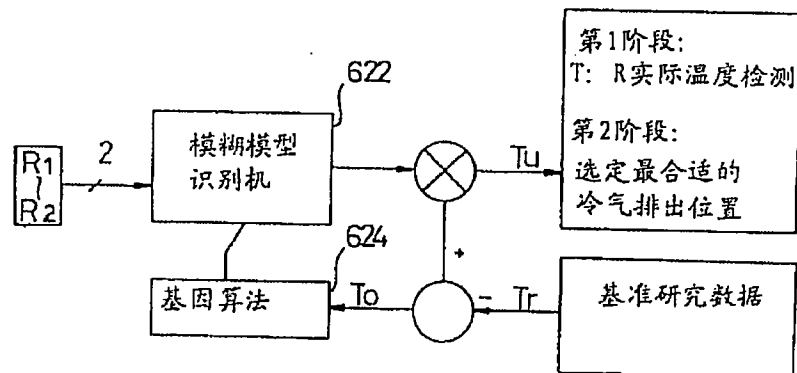 第1阶段:
T: R实际温度检测
第2阶段:
选定最合适的
冷气排出位置
622
模糊模型
识别机
R1
R2
2
Tu
624
基因算法
To
+
-
Tr
基准研究数据